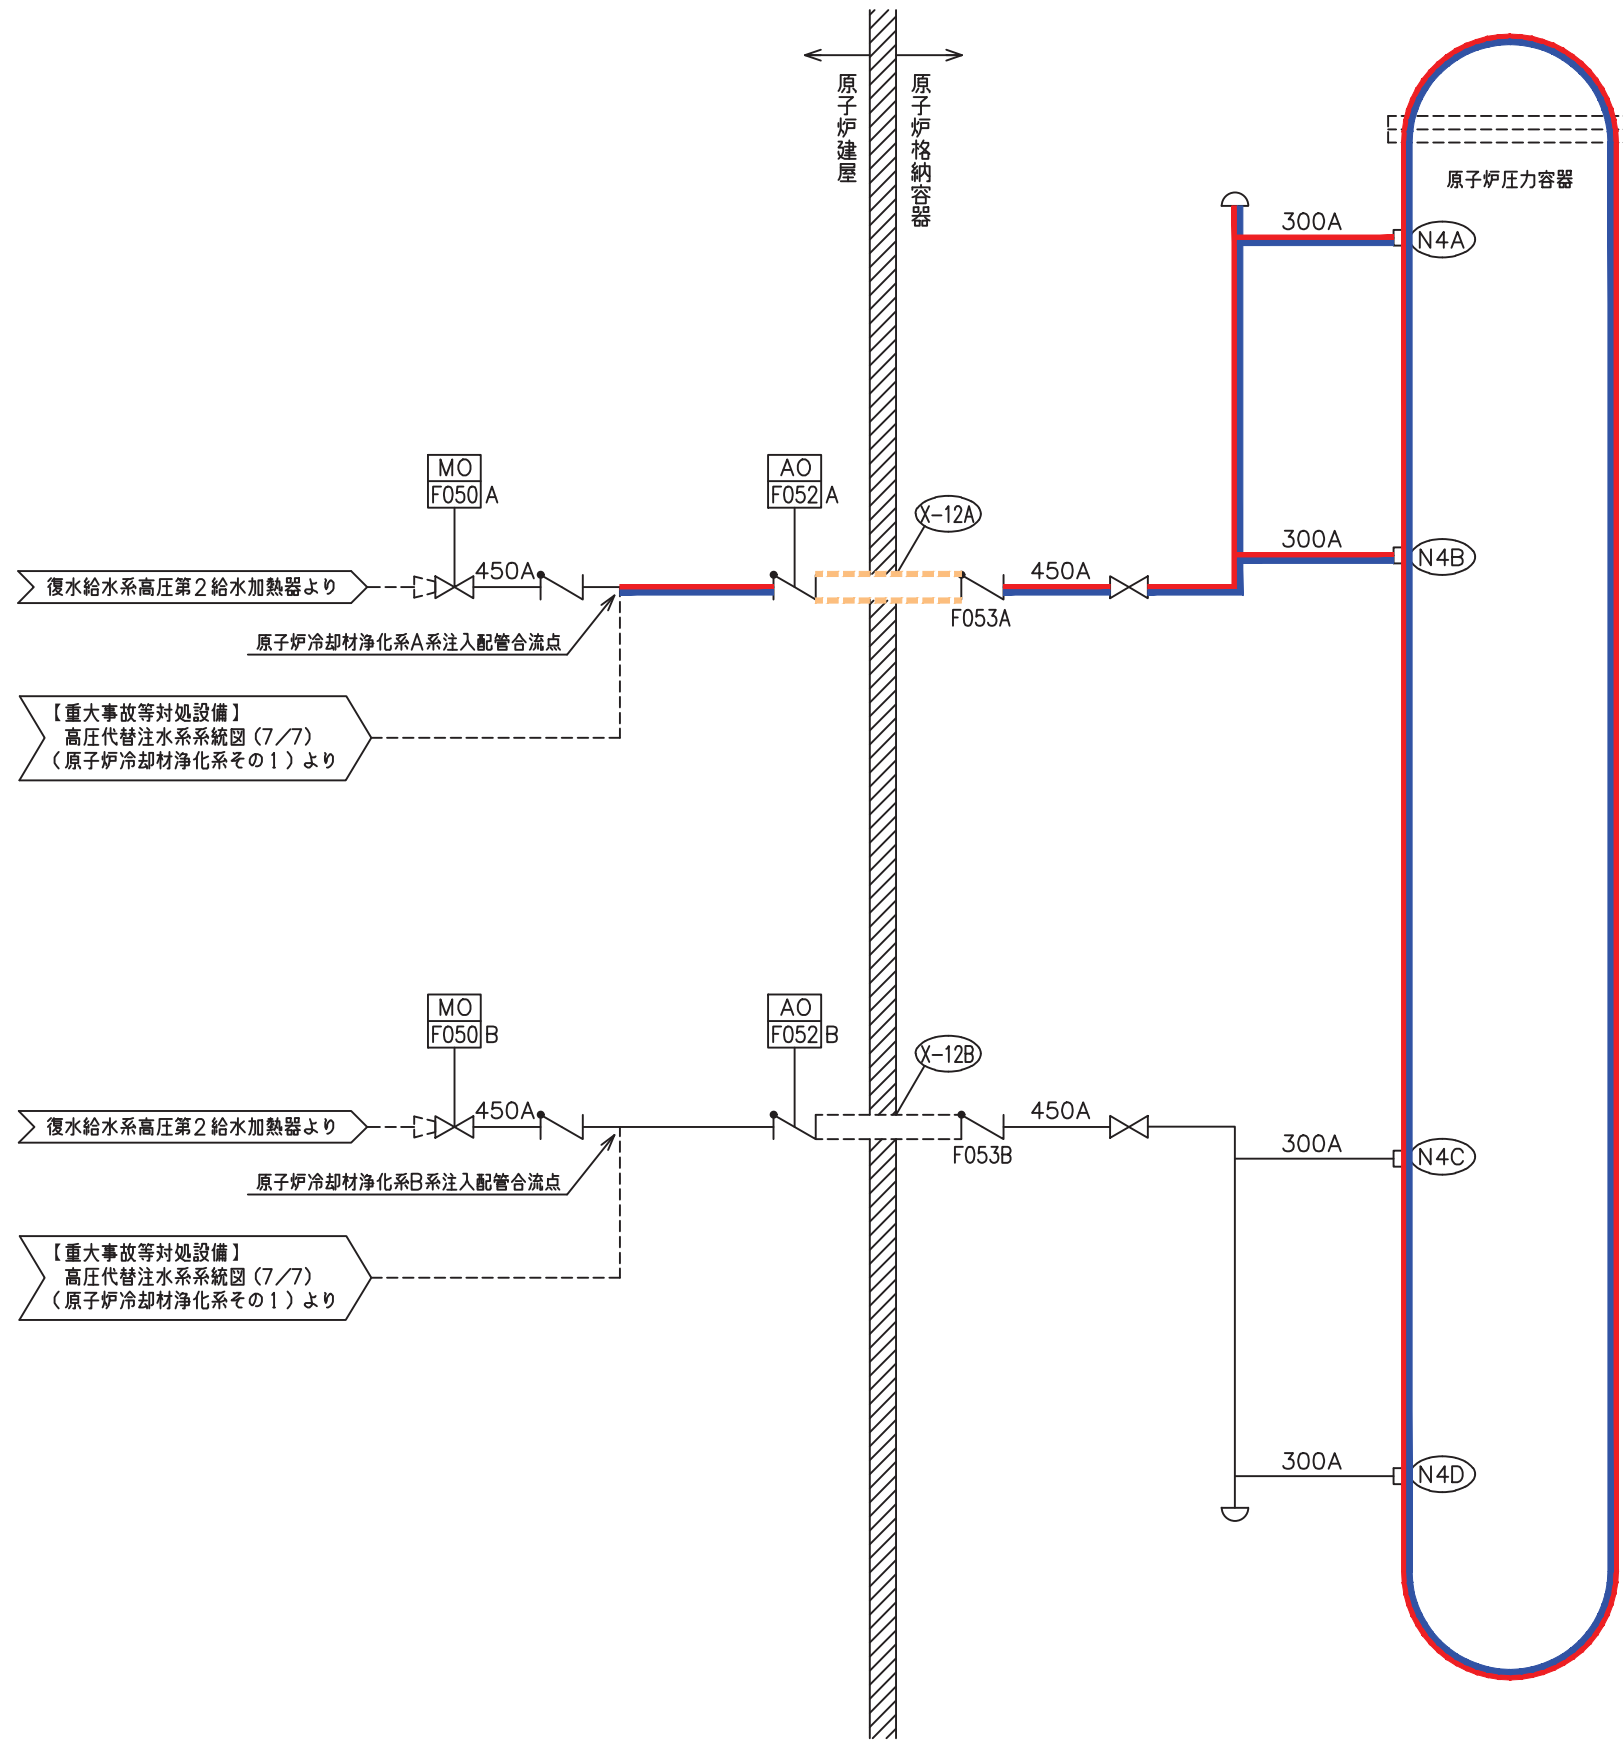 原子炉建屋
原子炉格納容器
原子炉圧力容器
300A
N4A
MO
F050A
AO
F052A
X-12A
300A
N4B
復水給水系高圧第2給水加熱器より
450A
450A
F053A
原子炉冷却材浄化系A系注入配管合流点
【重大事故等対処設備】
高圧代替注水系系統図(7/7)
(原子炉冷却材浄化系その1)より
MO
F050B
AO
F052B
X-12B
復水給水系高圧第2給水加熱器より
450A
450A
F053B
300A
N4C
原子炉冷却材浄化系B系注入配管合流点
【重大事故等対処設備】
高圧代替注水系系統図(7/7)
(原子炉冷却材浄化系その1)より
300A
N4D